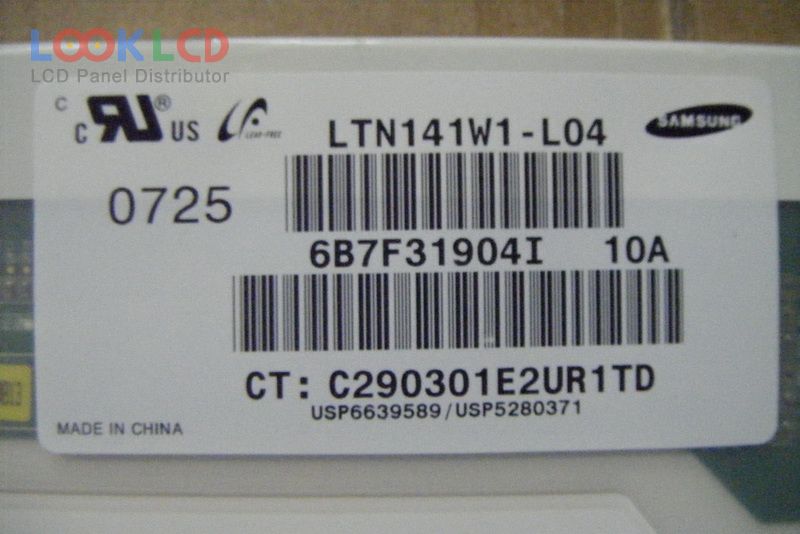 LOOKLCD
LCD Panel Distributor
C
C UR ® US
LEAD-FREE
LTN141W1-L04
SAMSUNG
0725
6B7F31904I 10A
CT: C290301E2UR1TD
USP6639589/USP5280371
MADE IN CHINA